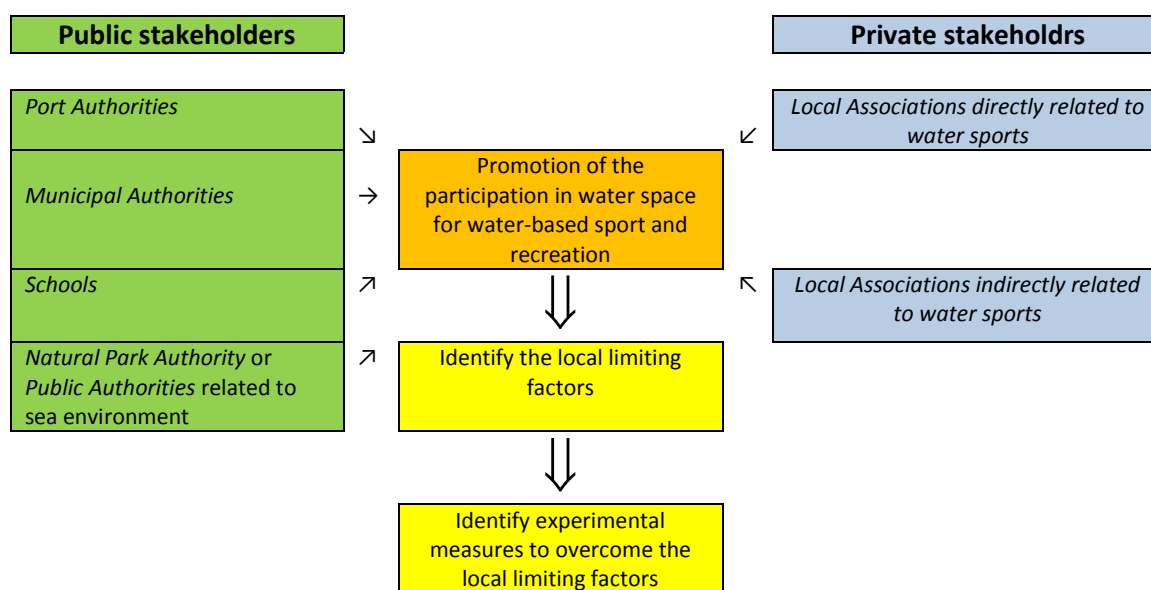 Public stakeholders
Private stakeholdrs
Port Authorities
Municipal Authorities
Schools
Natural Park Authority or
Public Authorities related to
sea environment
↘
→
↗
↗
Promotion of the
participation in water space
for water-based sport and
recreation
⇓
Identify the local limiting
factors
⇓
Identify experimental
measures to overcome the
local limiting factors
↙
↖
Local Associations directly related to
water sports
Local Associations indirectly related
to water sports